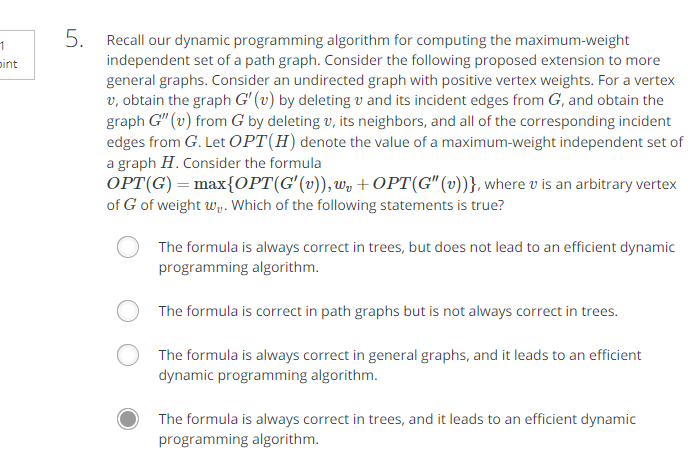 1
oint
5.
Recall our dynamic programming algorithm for computing the maximum-weight
independent set of a path graph. Consider the following proposed extension to more
general graphs. Consider an undirected graph with positive vertex weights. For a vertex
v, obtain the graph G′(v) by deleting v and its incident edges from G, and obtain the
graph G″(v) from G by deleting v, its neighbors, and all of the corresponding incident
edges from G. Let OPT(H) denote the value of a maximum-weight independent set of
a graph H. Consider the formula
OPT(G) = max{OPT(G′(v)), wᵥ + OPT(G″(v))}, where v is an arbitrary vertex
of G of weight wᵥ. Which of the following statements is true?
The formula is always correct in trees, but does not lead to an efficient dynamic
programming algorithm.
The formula is correct in path graphs but is not always correct in trees.
The formula is always correct in general graphs, and it leads to an efficient
dynamic programming algorithm.
The formula is always correct in trees, and it leads to an efficient dynamic
programming algorithm.